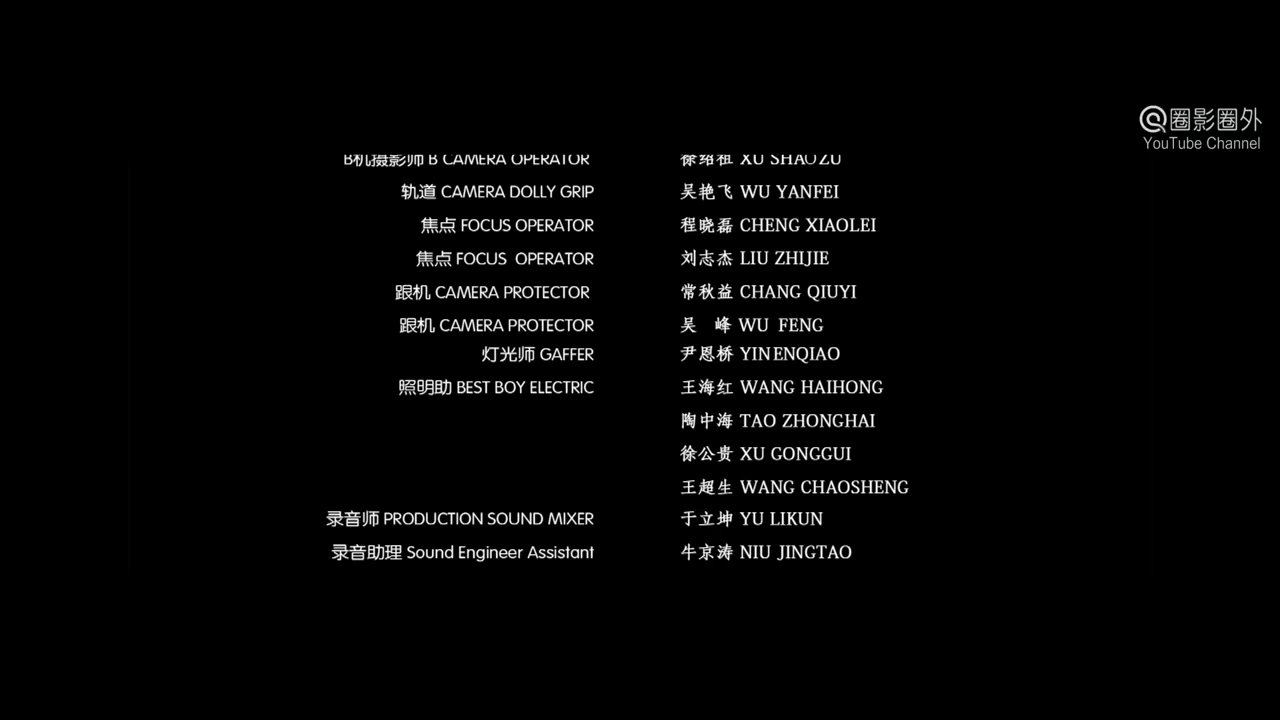 圈影圈外
YouTube Channel
B机摄影师 B CAMERA OPERATOR 徐绍祖 XU SHAOZU
轨道 CAMERA DOLLY GRIP 吴艳飞 WU YANFEI
焦点 FOCUS OPERATOR 程晓磊 CHENG XIAOLEI
焦点 FOCUS OPERATOR 刘志杰 LIU ZHIJIE
跟机 CAMERA PROTECTOR 常秋益 CHANG QIUYI
跟机 CAMERA PROTECTOR 吴 峰 WU FENG
灯光师 GAFFER 尹恩桥 YIN ENQIAO
照明助 BEST BOY ELECTRIC 王海红 WANG HAIHONG
陶中海 TAO ZHONGHAI
徐公贵 XU GONGGUI
王超生 WANG CHAOSHENG
录音师 PRODUCTION SOUND MIXER 于立坤 YU LIKUN
录音助理 Sound Engineer Assistant 牛京涛 NIU JINGTAO